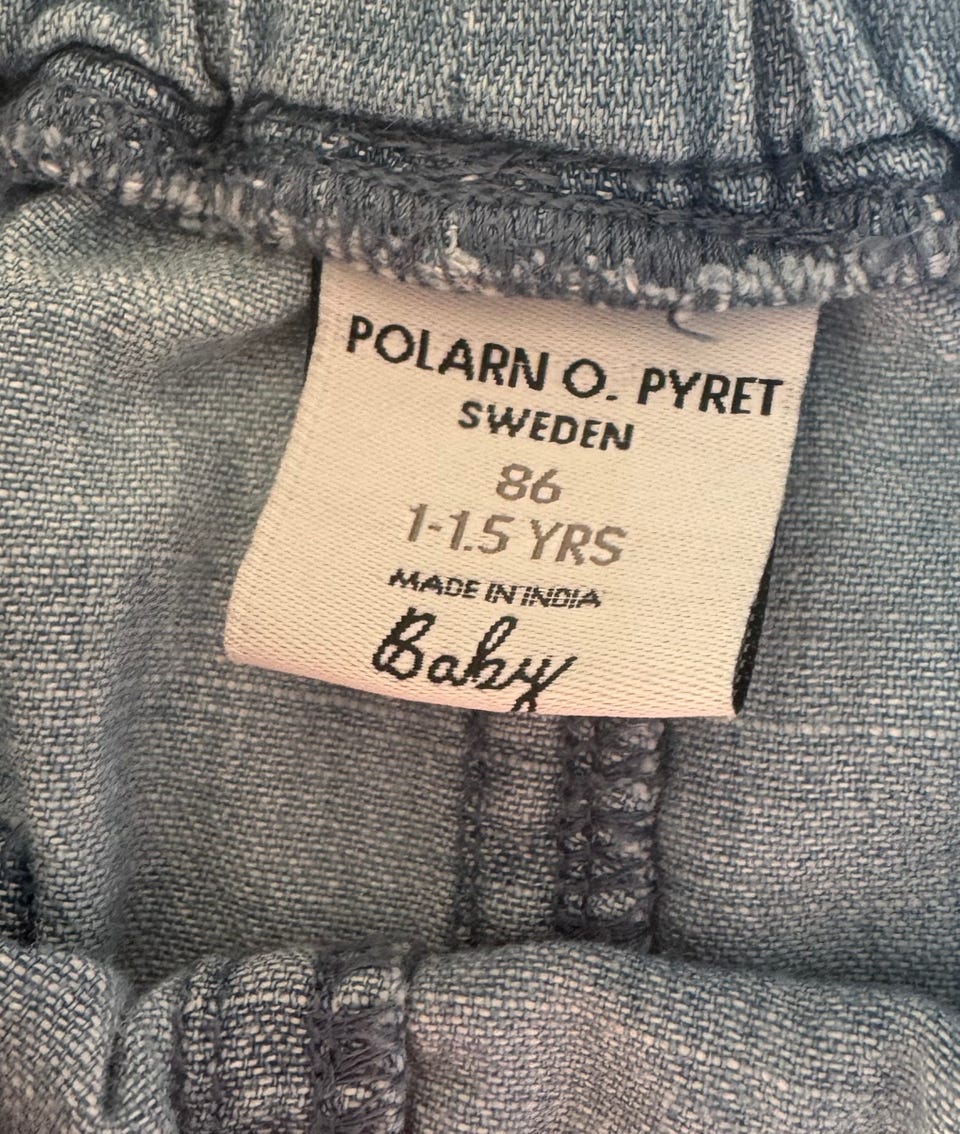 POLARN O. PYRET
SWEDEN
86
1-1.5 YRS
MADE IN INDIA
Baby